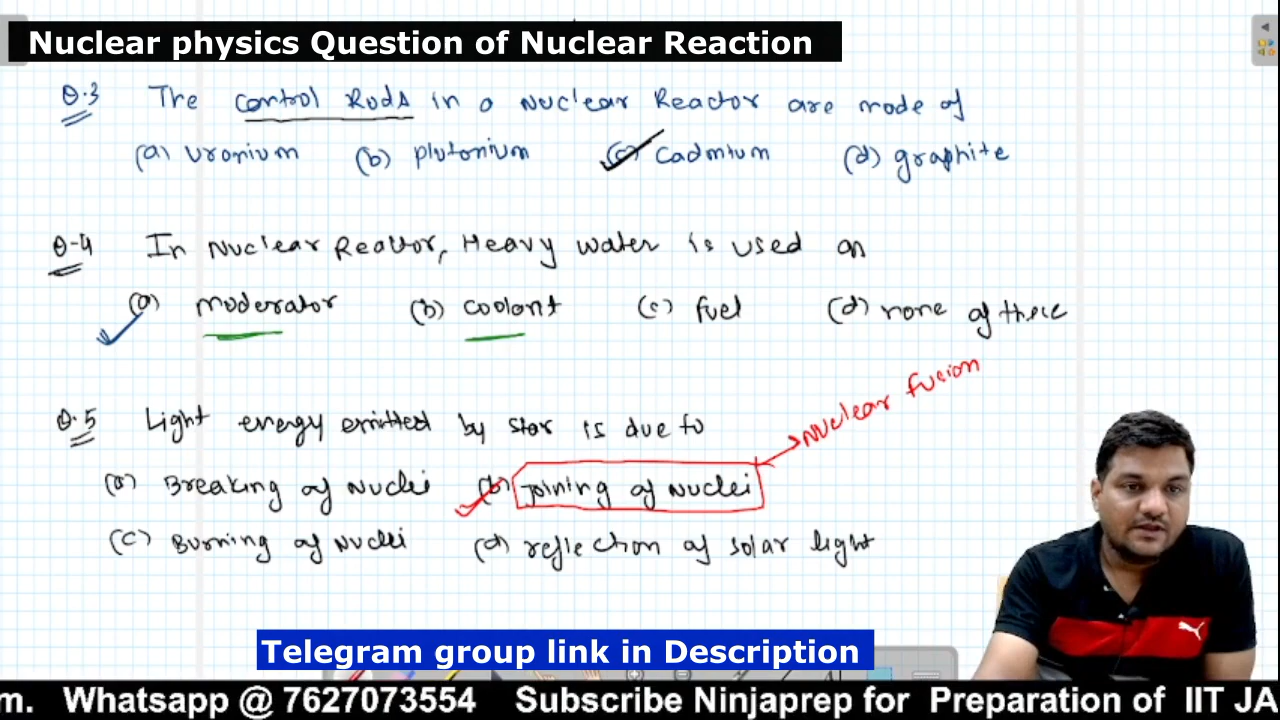 Nuclear physics Question of Nuclear Reaction
Q.3 The control Rods in a Nuclear Reactor are made of
(a) uranium (b) plutonium (c) cadmium (d) graphite
Q-4 In Nuclear Reactor, Heavy water is used as
(a) moderator (b) coolant (c) fuel (d) none of these
Nuclear fusion
Q.5 Light energy emitted by star is due to
(a) Breaking of Nuclei (b) Joining of Nuclei
(c) Burning of Nuclei (d) reflection of solar light
Telegram group link in Description
m. Whatsapp @ 7627073554 Subscribe Ninjaprep for Preparation of IIT JA